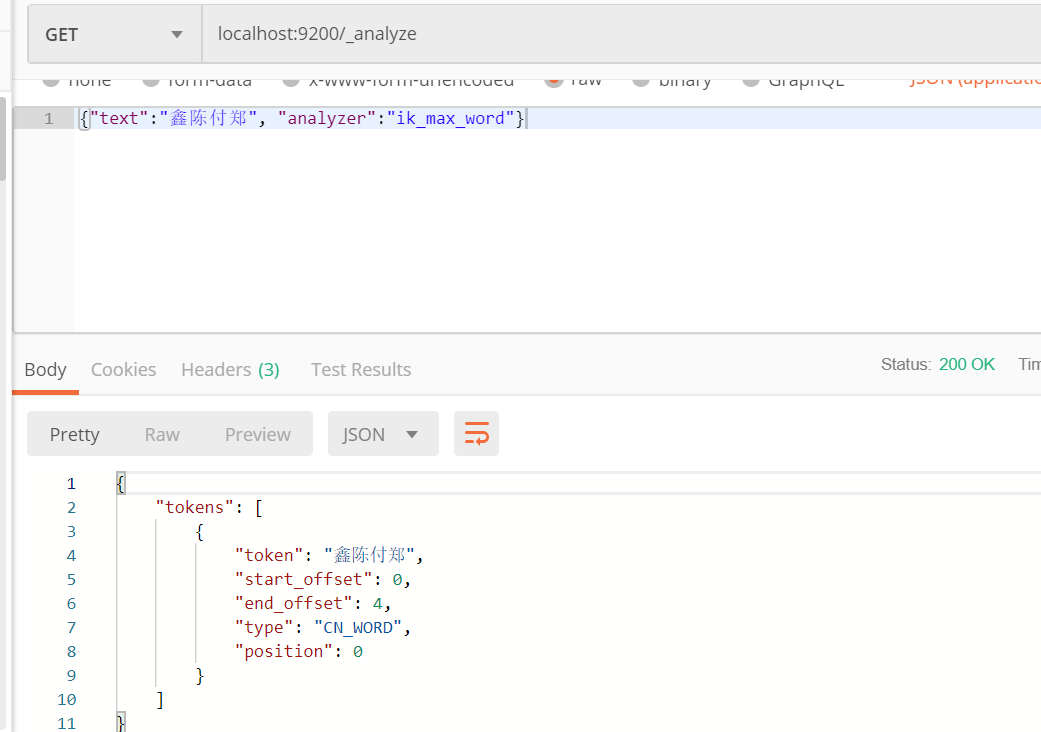 GET localhost:9200/_analyze
none form-data x-www-form-urlencoded raw binary GraphQL JSON (applicatio
1 {"text":"鑫陈付郑", "analyzer":"ik_max_word"}
Body Cookies Headers (3) Test Results Status: 200 OK Tim
Pretty Raw Preview JSON
1 {
2 "tokens": [
3 {
4 "token": "鑫陈付郑",
5 "start_offset": 0,
6 "end_offset": 4,
7 "type": "CN_WORD",
8 "position": 0
9 }
10 ]
11 }